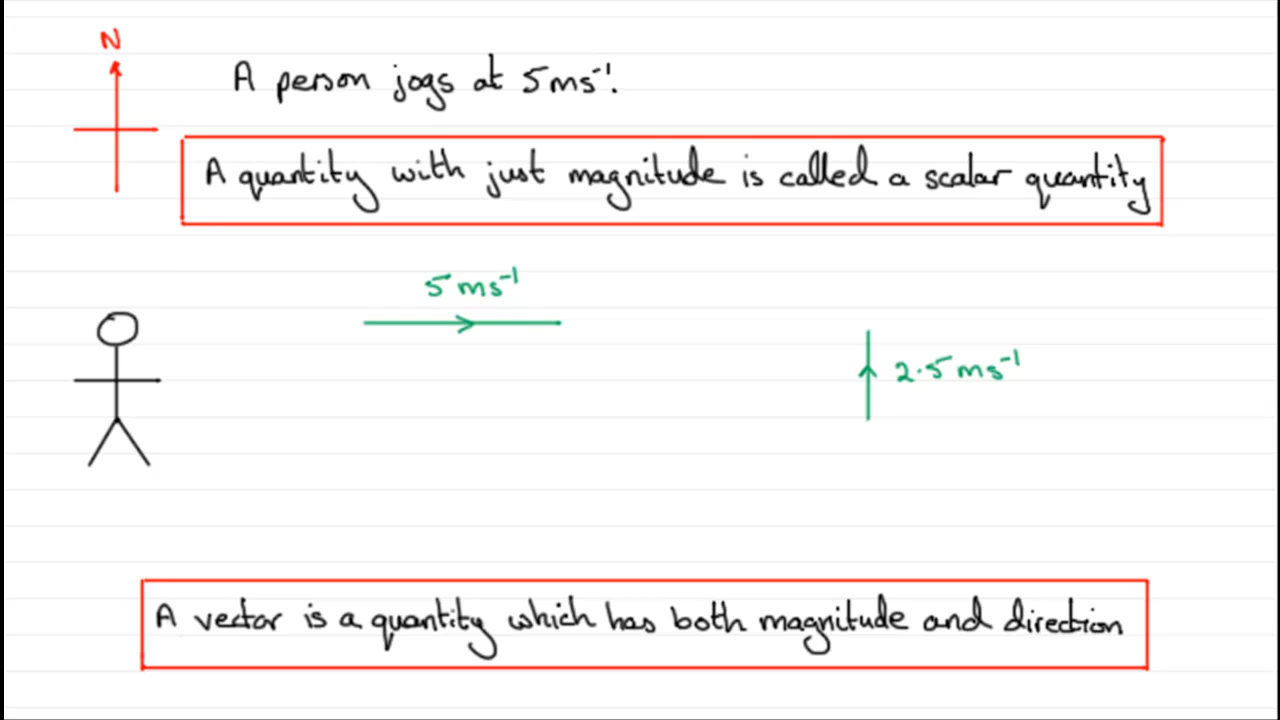 N
A person jogs at 5ms⁻¹.
A quantity with just magnitude is called a scalar quantity
5ms⁻¹
2.5ms⁻¹
A vector is a quantity which has both magnitude and direction